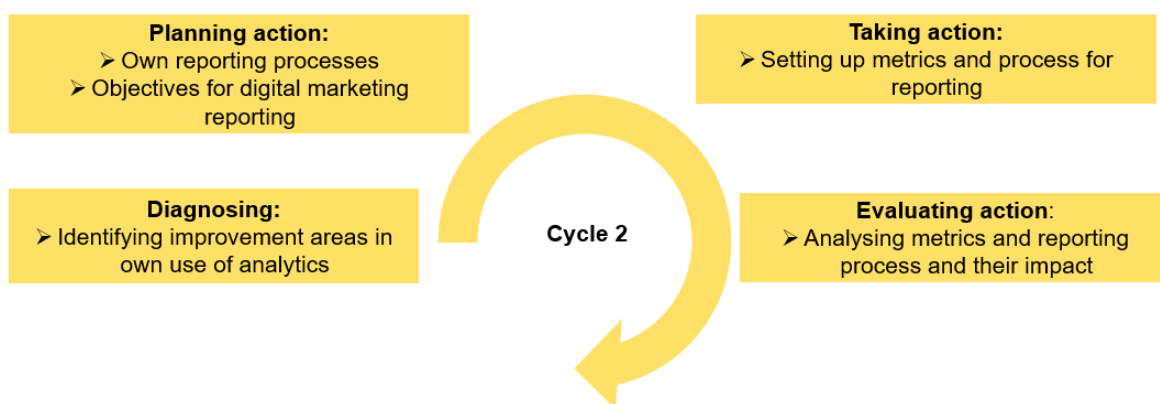 Planning action:
➢ Own reporting processes
➢ Objectives for digital marketing
reporting
Taking action:
➢ Setting up metrics and process for
reporting
Diagnosing:
➢ Identifying improvement areas in
own use of analytics
Cycle 2
Evaluating action:
➢ Analysing metrics and reporting
process and their impact